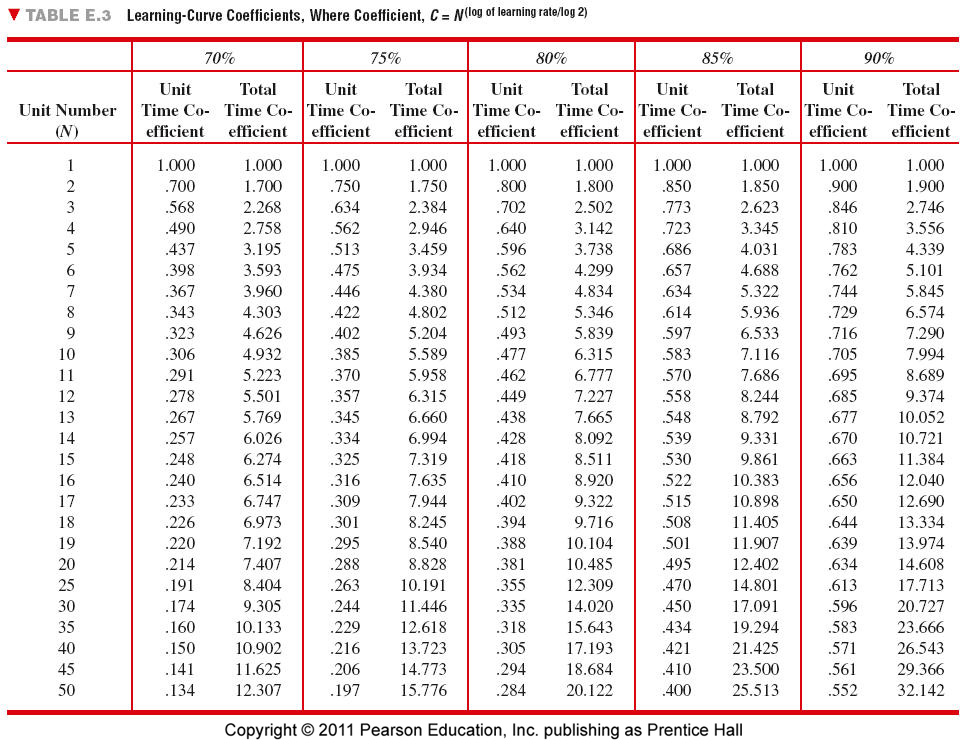 ▼ TABLE E.3 Learning-Curve Coefficients, Where Coefficient, C = N(log of learning rate/log 2)
70% 75% 80% 85% 90%
Unit Total Unit Total Unit Total Unit Total Unit Total
Unit Number Time Co- Time Co- Time Co- Time Co- Time Co- Time Co- Time Co- Time Co- Time Co- Time Co-
(N) efficient efficient efficient efficient efficient efficient efficient efficient efficient efficient
1 1.000 1.000 1.000 1.000 1.000 1.000 1.000 1.000 1.000 1.000
2 .700 1.700 .750 1.750 .800 1.800 .850 1.850 .900 1.900
3 .568 2.268 .634 2.384 .702 2.502 .773 2.623 .846 2.746
4 .490 2.758 .562 2.946 .640 3.142 .723 3.345 .810 3.556
5 .437 3.195 .513 3.459 .596 3.738 .686 4.031 .783 4.339
6 .398 3.593 .475 3.934 .562 4.299 .657 4.688 .762 5.101
7 .367 3.960 .446 4.380 .534 4.834 .634 5.322 .744 5.845
8 .343 4.303 .422 4.802 .512 5.346 .614 5.936 .729 6.574
9 .323 4.626 .402 5.204 .493 5.839 .597 6.533 .716 7.290
10 .306 4.932 .385 5.589 .477 6.315 .583 7.116 .705 7.994
11 .291 5.223 .370 5.958 .462 6.777 .570 7.686 .695 8.689
12 .278 5.501 .357 6.315 .449 7.227 .558 8.244 .685 9.374
13 .267 5.769 .345 6.660 .438 7.665 .548 8.792 .677 10.052
14 .257 6.026 .334 6.994 .428 8.092 .539 9.331 .670 10.721
15 .248 6.274 .325 7.319 .418 8.511 .530 9.861 .663 11.384
16 .240 6.514 .316 7.635 .410 8.920 .522 10.383 .656 12.040
17 .233 6.747 .309 7.944 .402 9.322 .515 10.898 .650 12.690
18 .226 6.973 .301 8.245 .394 9.716 .508 11.405 .644 13.334
19 .220 7.192 .295 8.540 .388 10.104 .501 11.907 .639 13.974
20 .214 7.407 .288 8.828 .381 10.485 .495 12.402 .634 14.608
25 .191 8.404 .263 10.191 .355 12.309 .470 14.801 .613 17.713
30 .174 9.305 .244 11.446 .335 14.020 .450 17.091 .596 20.727
35 .160 10.133 .229 12.618 .318 15.643 .434 19.294 .583 23.666
40 .150 10.902 .216 13.723 .305 17.193 .421 21.425 .571 26.543
45 .141 11.625 .206 14.773 .294 18.684 .410 23.500 .561 29.366
50 .134 12.307 .197 15.776 .284 20.122 .400 25.513 .552 32.142
Copyright © 2011 Pearson Education, Inc. publishing as Prentice Hall